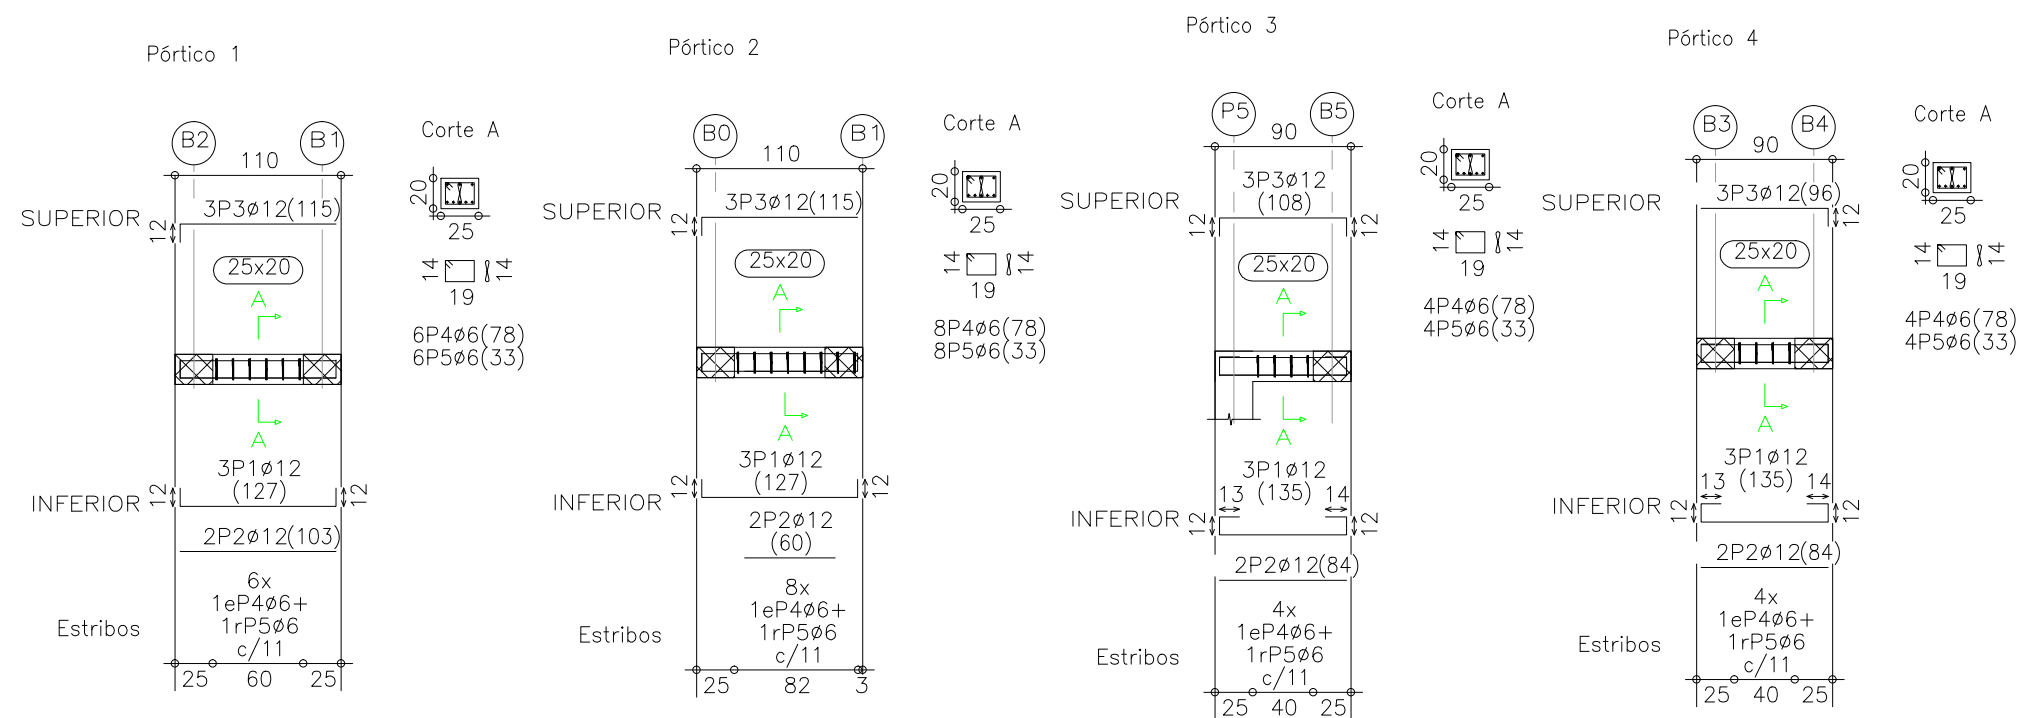 Pórtico 1
B2
B1
110
Corte A
20
25
SUPERIOR
3P3ø12(115)
12
25x20
14
14
19
A
6P4ø6(78)
6P5ø6(33)
A
3P1ø12
(127)
12
12
INFERIOR
2P2ø12(103)
6x
1eP4ø6+
1rP5ø6
c/11
Estribos
25
60
25
Pórtico 2
B0
B1
110
Corte A
20
25
SUPERIOR
3P3ø12(115)
12
25x20
14
14
19
A
8P4ø6(78)
8P5ø6(33)
A
3P1ø12
(127)
12
12
INFERIOR
2P2ø12
(60)
8x
1eP4ø6+
1rP5ø6
c/11
Estribos
25
82
3
Pórtico 3
P5
B5
90
Corte A
20
25
SUPERIOR
3P3ø12
(108)
12
12
25x20
14
14
19
A
4P4ø6(78)
4P5ø6(33)
A
3P1ø12
(135)
13
14
12
12
INFERIOR
2P2ø12(84)
4x
1eP4ø6+
1rP5ø6
c/11
Estribos
25
40
25
Pórtico 4
B3
B4
90
Corte A
20
25
SUPERIOR
3P3ø12(96)
12
25x20
14
14
19
A
4P4ø6(78)
4P5ø6(33)
A
3P1ø12
(135)
13
14
12
12
INFERIOR
2P2ø12(84)
4x
1eP4ø6+
1rP5ø6
c/11
Estribos
25
40
25